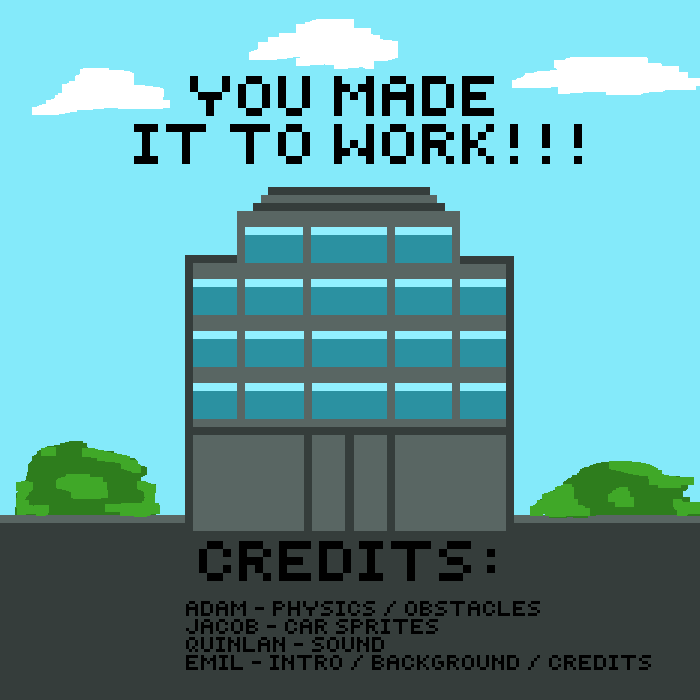 YOU MADE
IT TO WORK!!!
CREDITS:
ADAM - PHYSICS / OBSTACLES
JACOB - CAR SPRITES
QUINLAN - SOUND
EMIL - INTRO / BACKGROUND / CREDITS